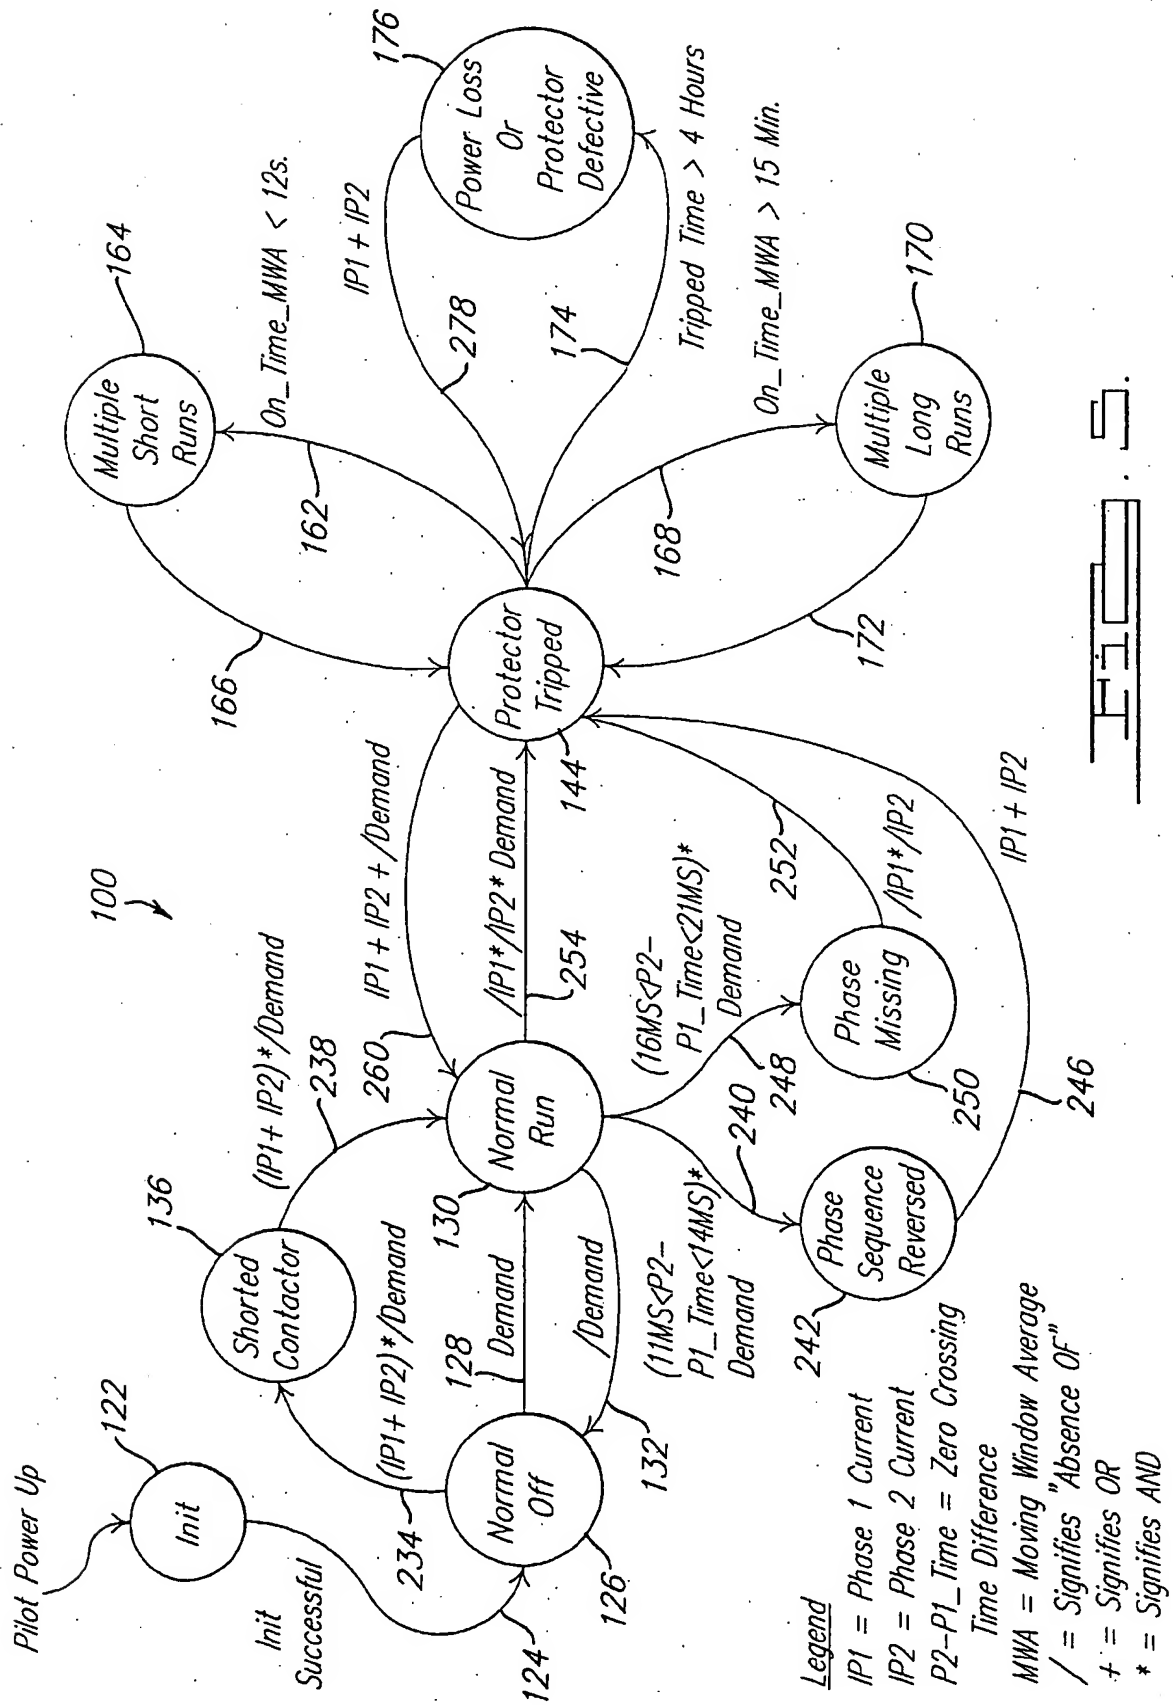 Pilot Power Up
122
Init
Init
Successful
124
Normal
Off
126
234
(IP1+ IP2)*/Demand
Shorted
Contactor
136
(IP1+ IP2)*/Demand
238
128
Demand
/Demand
132
Normal
Run
130
100
260
IP1 + IP2 + /Demand
/IP1*/IP2* Demand
254
(11MS<P2-
P1_Time<14MS)*
Demand
240
(16MS<P2-
P1_Time<21MS)*
Demand
248
Phase
Sequence
Reversed
242
Phase
Missing
250
252
/IP1*/IP2
246
IP1 + IP2
Protector
Tripped
144
166
162
Multiple
Short
Runs
164
On_Time_MWA < 12s.
IP1 + IP2
278
174
Power Loss
Or
Protector
Defective
176
Tripped Time > 4 Hours
On_Time_MWA > 15 Min.
168
172
Multiple
Long
Runs
170
Legend
IP1 = Phase 1 Current
IP2 = Phase 2 Current
P2-P1_Time = Zero Crossing
Time Difference
MWA = Moving Window Average
/ = Signifies "Absence OF"
+ = Signifies OR
* = Signifies AND
Fig. 5.